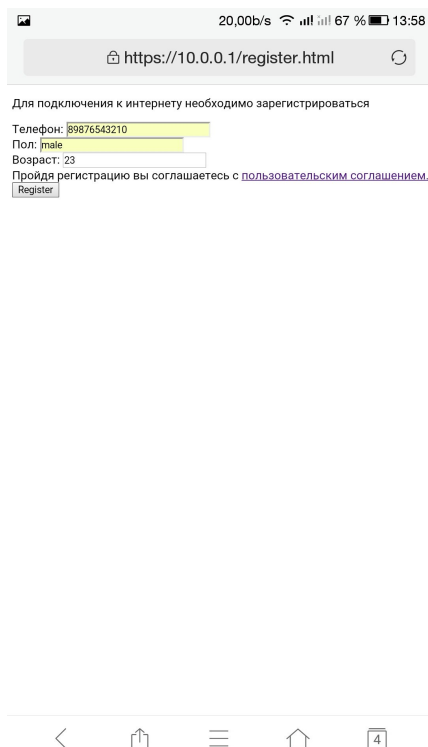 20,00b/s 67 % 13:58
https://10.0.0.1/register.html
Для подключения к интернету необходимо зарегистрироваться
Телефон: 89876543210
Пол: male
Возраст: 23
Пройдя регистрацию вы соглашаетесь с пользовательским соглашением.
Register
4